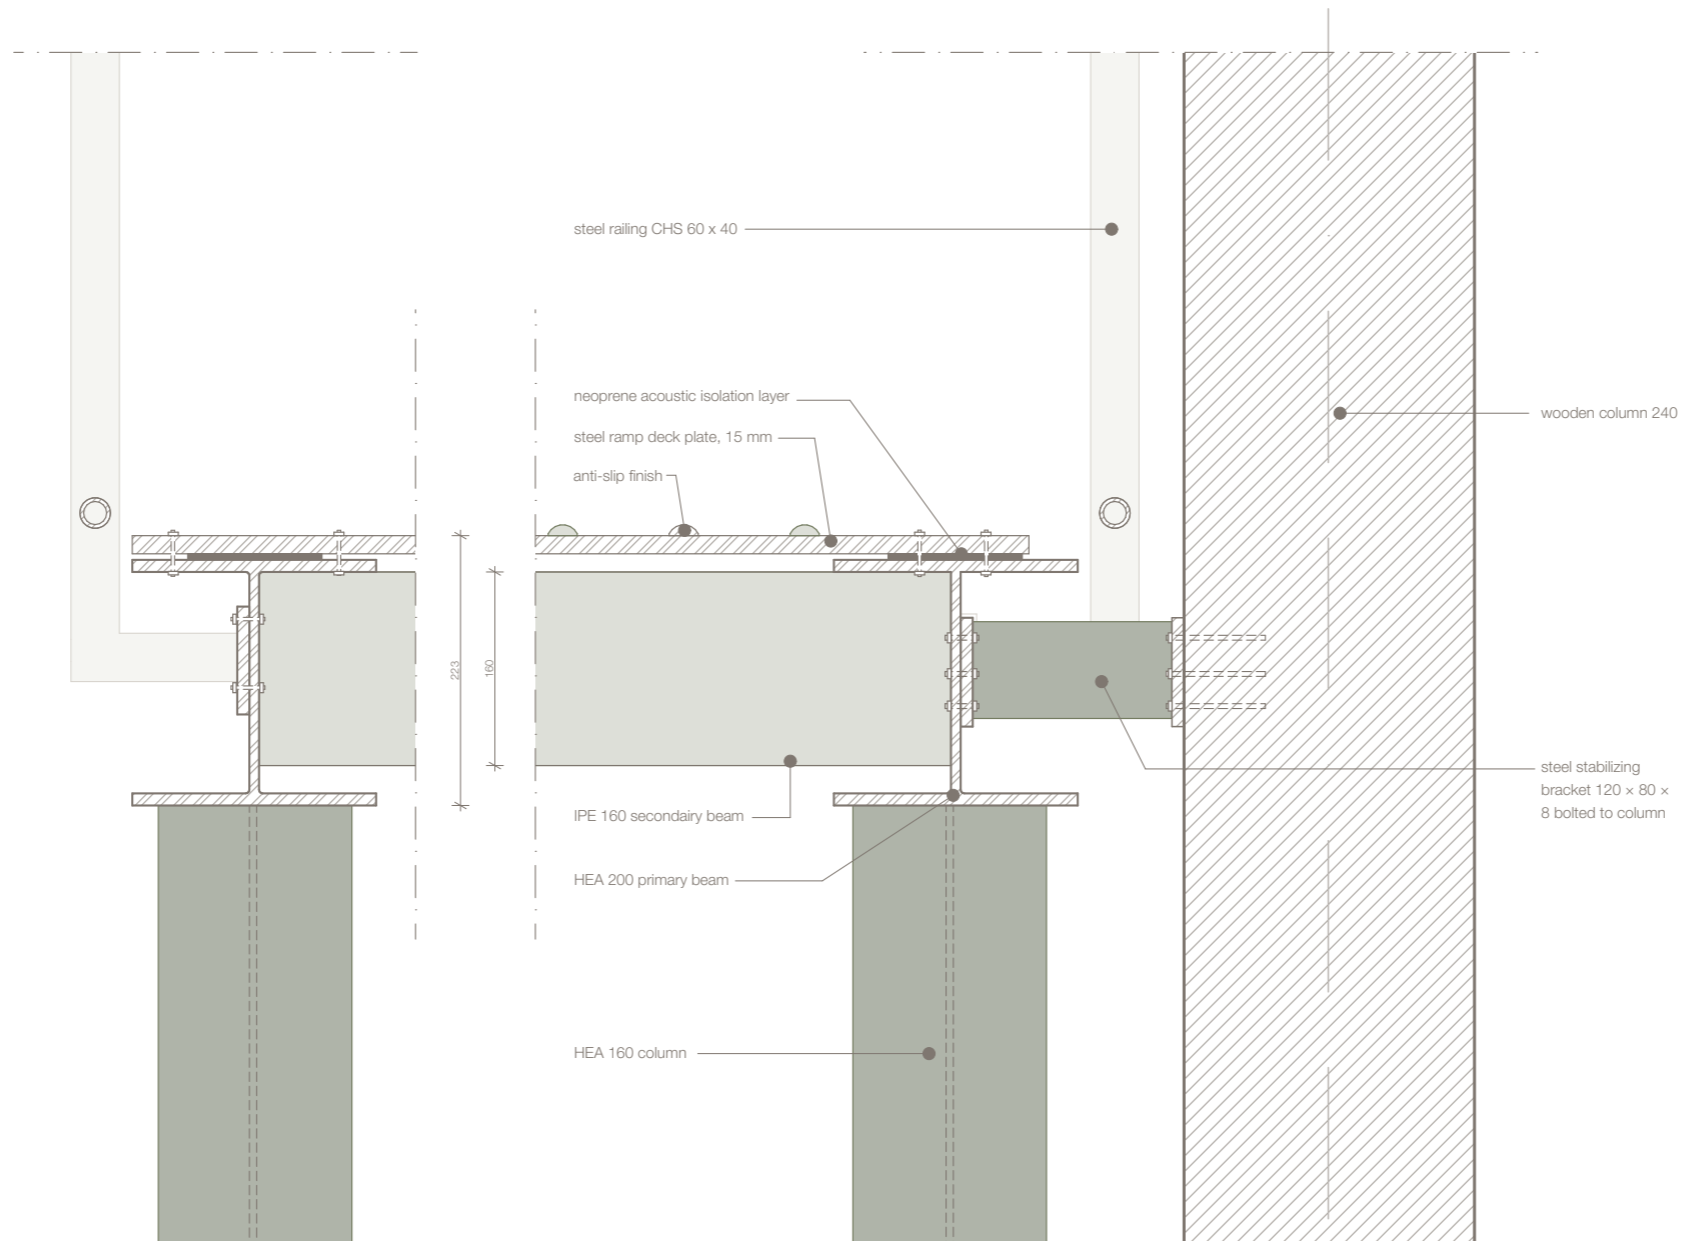 steel railing CHS 60 x 40
neoprene acoustic isolation layer
wooden column 240
steel ramp deck plate, 15 mm
anti-slip finish
223
160
steel stabilizing
bracket 120 × 80 ×
8 bolted to column
IPE 160 secondairy beam
HEA 200 primary beam
HEA 160 column